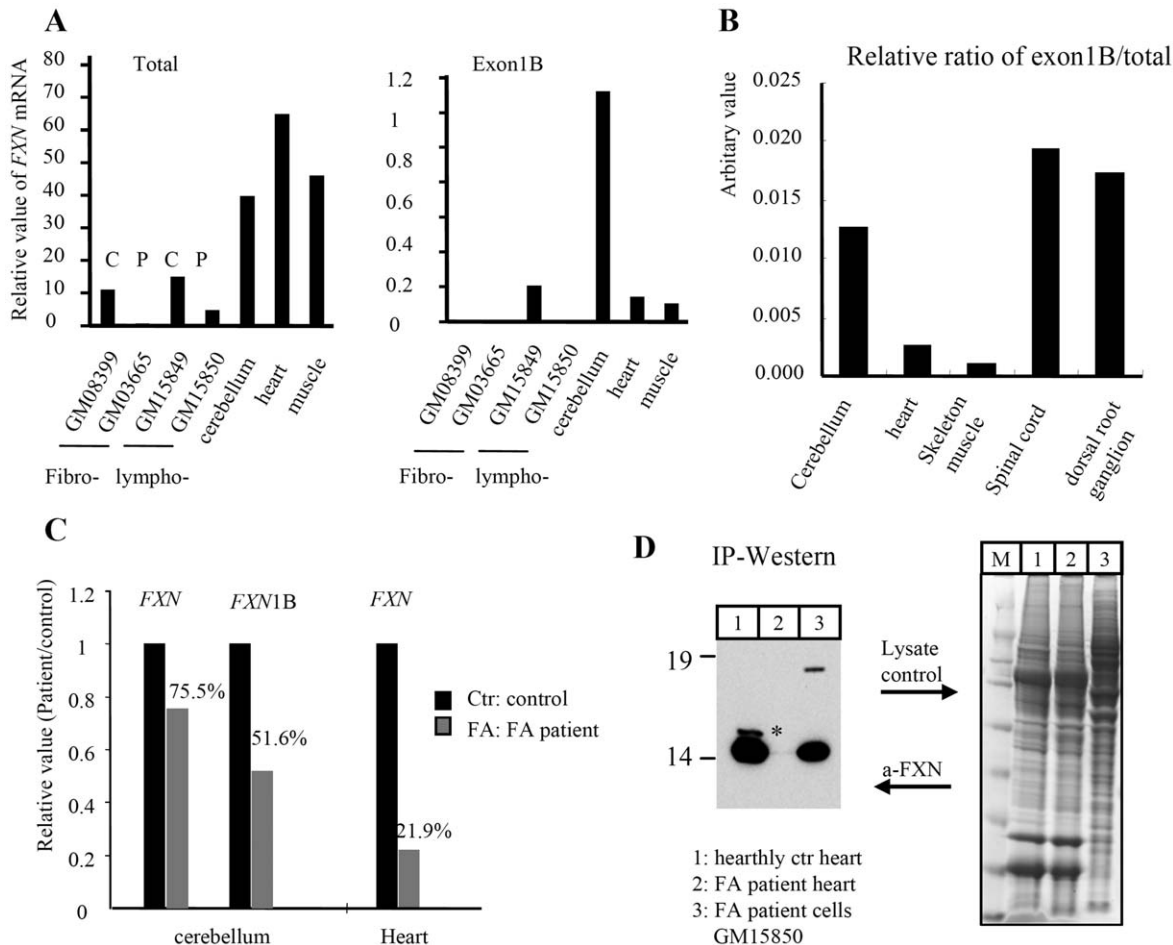 A
Total
Exon1B
Relative value of FXN mRNA
80
70
60
50
40
30
20
10
0
C P C P
GM08399
GM03665
GM15849
GM15850
cerebellum
heart
muscle
Fibro- lympho-
1.2
1
0.8
0.6
0.4
0.2
0
GM08399
GM03665
GM15849
GM15850
cerebellum
heart
muscle
Fibro- lympho-
B
Relative ratio of exon1B/total
Arbitary value
0.025
0.020
0.015
0.010
0.005
0.000
Cerebellum
heart
Skeleton
muscle
Spinal cord
dorsal root
ganglion
C
Relative value (Patient/control)
1.2
1
0.8
0.6
0.4
0.2
0
FXN FXN1B FXN
75.5%
51.6%
21.9%
cerebellum Heart
Ctr: control
FA: FA patient
D
IP-Western
1 2 3
19
14
*
Lysate
control
a-FXN
M 1 2 3
1: hearthly ctr heart
2: FA patient heart
3: FA patient cells
GM15850